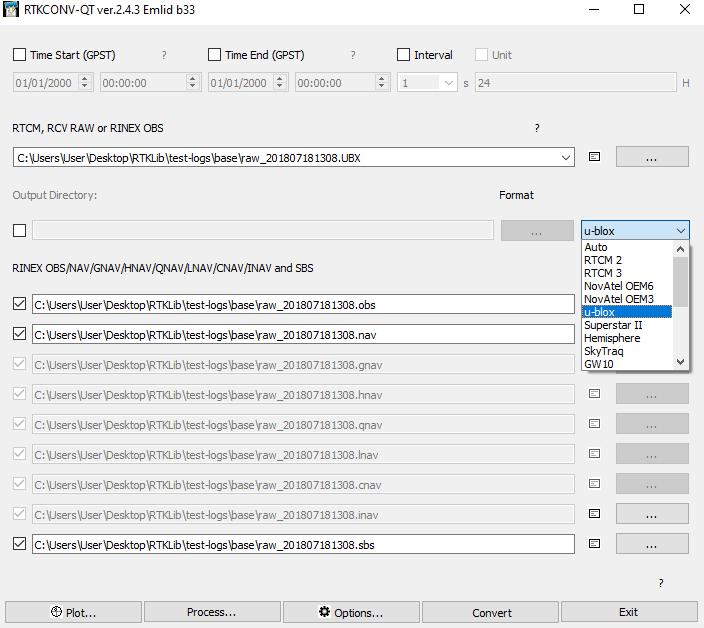 RTKCONV-QT ver.2.4.3 Emlid b33
Time Start (GPST) ? Time End (GPST) ? Interval Unit
01/01/2000 00:00:00 01/01/2000 00:00:00 1 s 24 H
RTCM, RCV RAW or RINEX OBS ?
C:\Users\User\Desktop\RTKLib\test-logs\base\raw_201807181308.UBX ...
Output Directory: Format
... u-blox
Auto
RTCM 2
RTCM 3
NovAtel OEM6
NovAtel OEM3
u-blox
Superstar II
Hemisphere
SkyTraq
GW10
RINEX OBS/NAV/GNAV/HNAV/QNAV/LNAV/CNAV/INAV and SBS
C:\Users\User\Desktop\RTKLib\test-logs\base\raw_201807181308.obs
C:\Users\User\Desktop\RTKLib\test-logs\base\raw_201807181308.nav
C:\Users\User\Desktop\RTKLib\test-logs\base\raw_201807181308.gnav
C:\Users\User\Desktop\RTKLib\test-logs\base\raw_201807181308.hnav ...
C:\Users\User\Desktop\RTKLib\test-logs\base\raw_201807181308.qnav ...
C:\Users\User\Desktop\RTKLib\test-logs\base\raw_201807181308.lnav ...
C:\Users\User\Desktop\RTKLib\test-logs\base\raw_201807181308.cnav ...
C:\Users\User\Desktop\RTKLib\test-logs\base\raw_201807181308.inav ...
C:\Users\User\Desktop\RTKLib\test-logs\base\raw_201807181308.sbs ...
?
Plot... Process... Options... Convert Exit